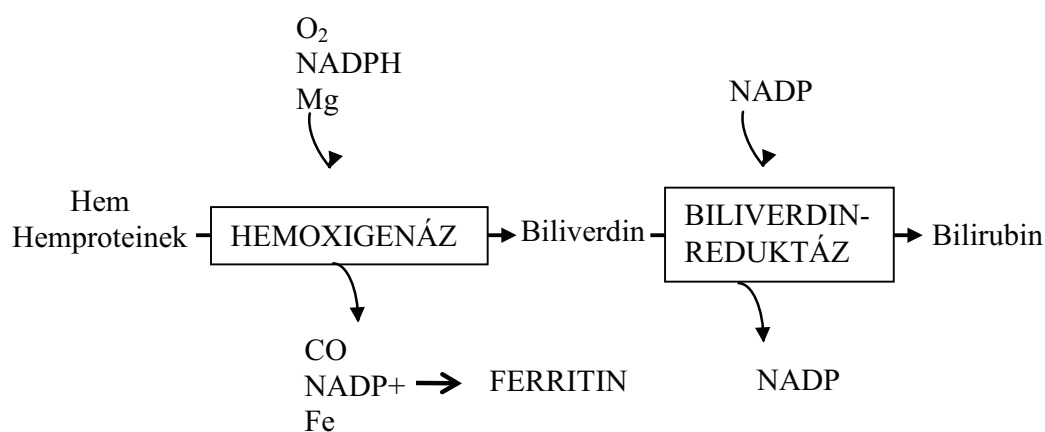 O₂
NADPH
Mg
NADP
Hem
Hemproteinek
HEMOXIGENÁZ
Biliverdin
BILIVERDIN-
REDUKTÁZ
Bilirubin
CO
NADP+
Fe
FERRITIN
NADP